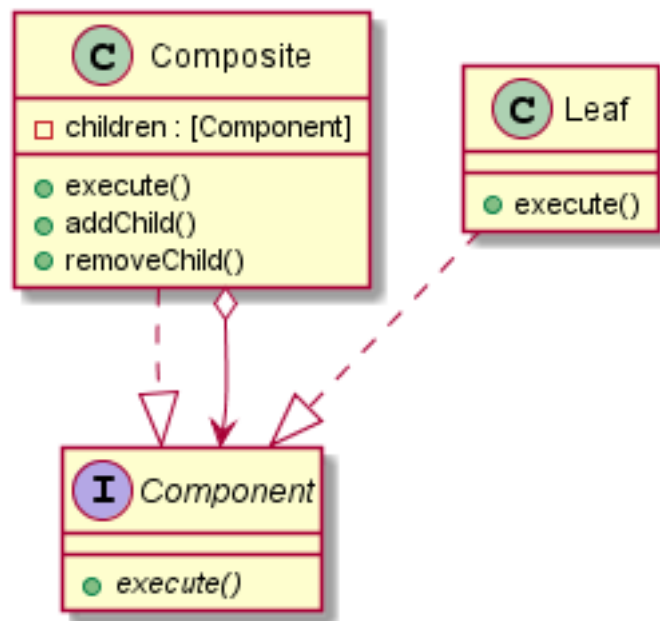 C Composite
children : [Component]
execute()
addChild()
removeChild()
C Leaf
execute()
I Component
execute()